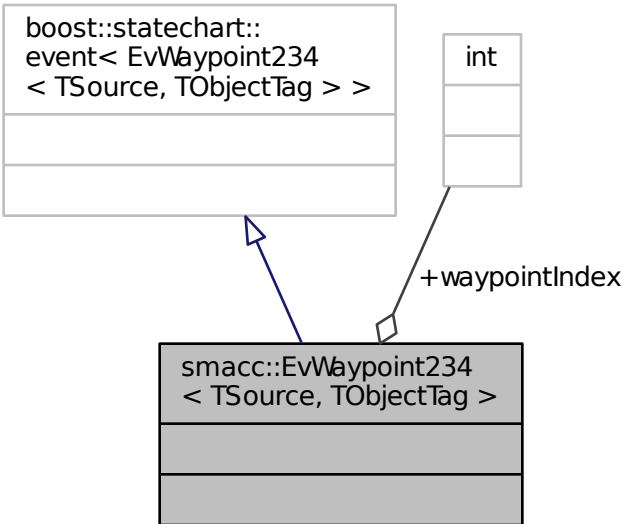 boost::statechart::
event< EvWaypoint234
< TSource, TObjectTag > >
int
+waypointIndex
smacc::EvWaypoint234
< TSource, TObjectTag >